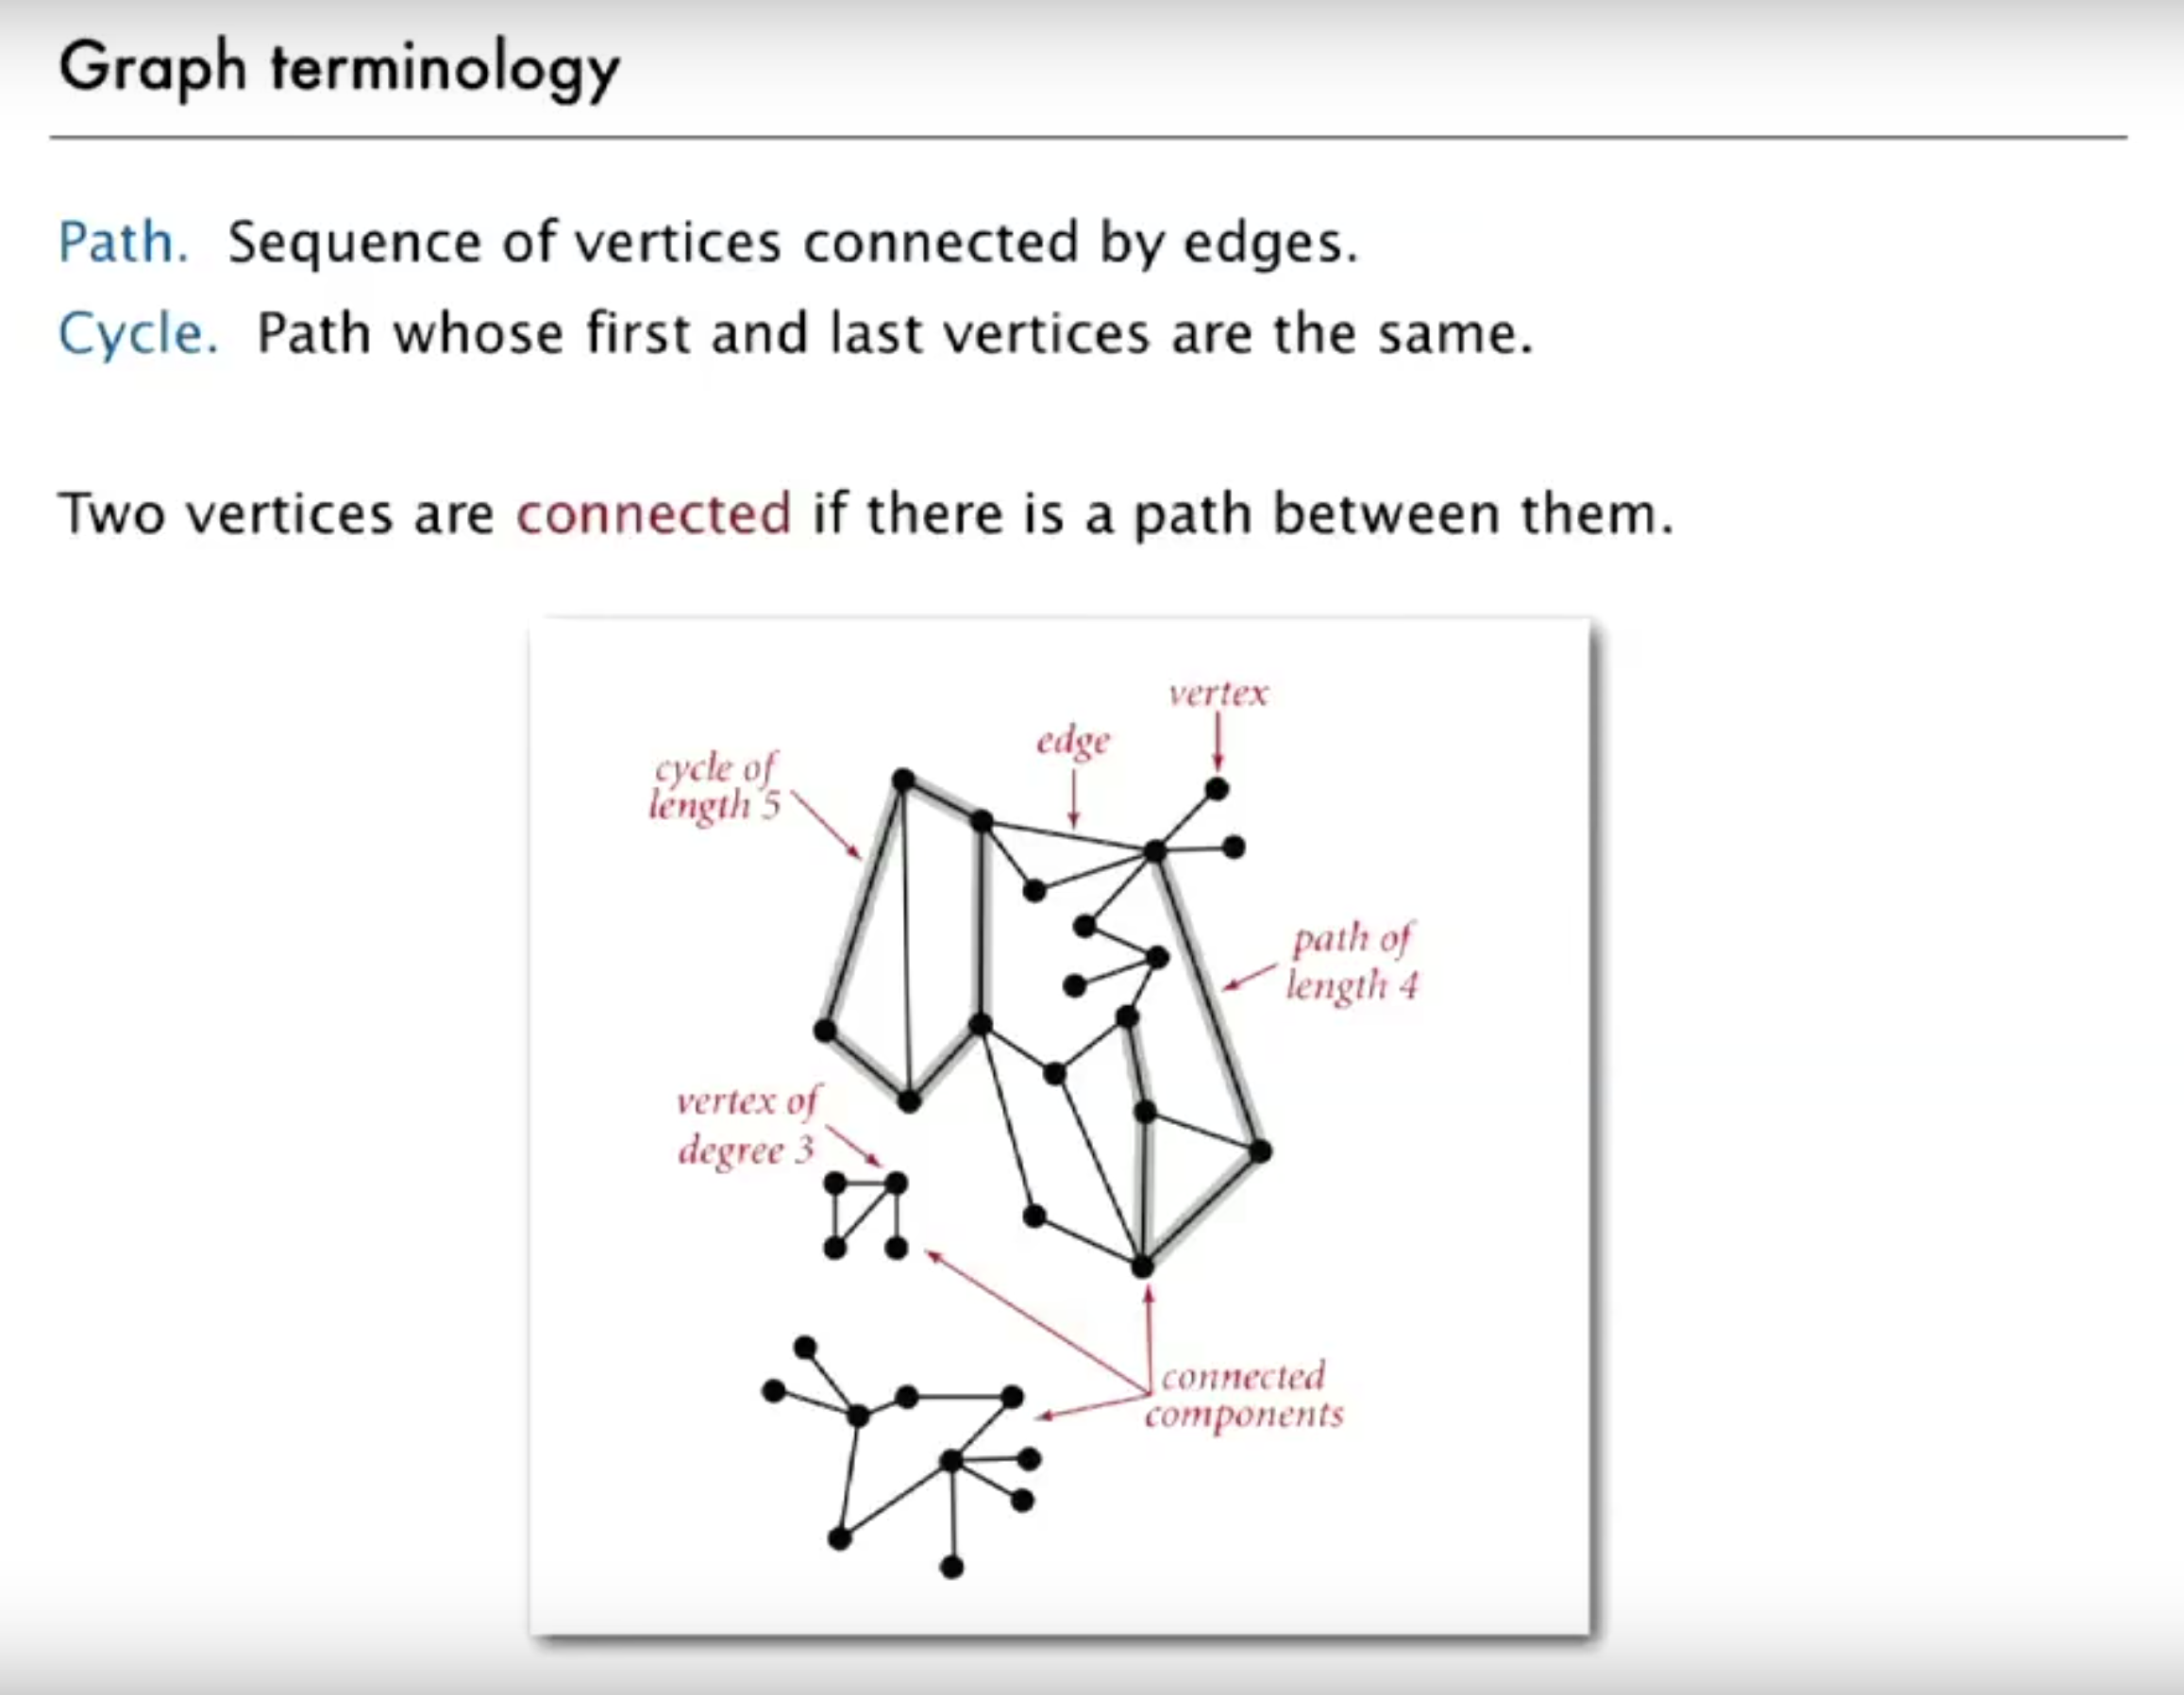 Graph terminology
Path. Sequence of vertices connected by edges.
Cycle. Path whose first and last vertices are the same.
Two vertices are connected if there is a path between them.
vertex
edge
cycle of
length 5
path of
length 4
vertex of
degree 3
connected
components